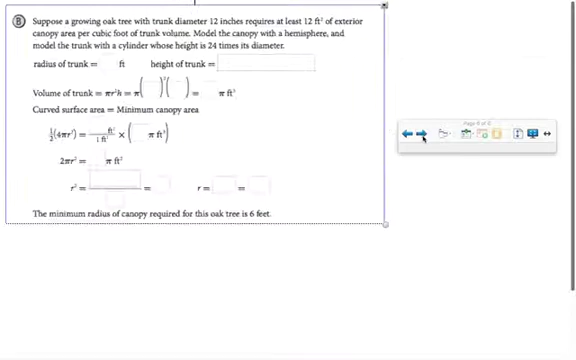 B Suppose a growing oak tree with trunk diameter 12 inches requires at least 12 ft² of exterior
canopy area per cubic foot of trunk volume. Model the canopy with a hemisphere, and
model the trunk with a cylinder whose height is 24 times its diameter.
radius of trunk = ft height of trunk =
Volume of trunk = πr²h = π( )²( ) = π ft³
Curved surface area = Minimum canopy area
½(4πr²) = ft²/1 ft³ × ( π ft³)
2πr² = π ft²
r² = = r = =
The minimum radius of canopy required for this oak tree is 6 feet.